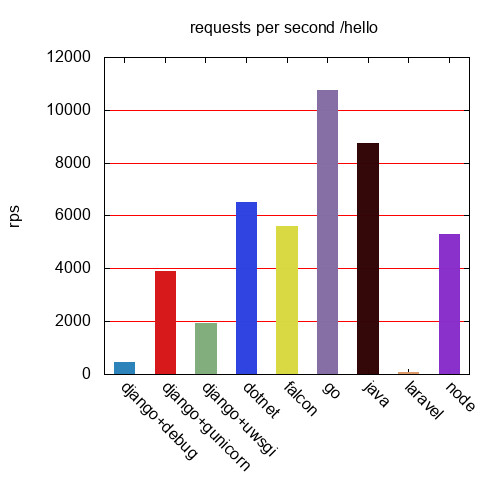 requests per second /hello
12000
10000
8000
6000
4000
2000
0
rps
django+debug
django+gunicorn
django+uwsgi
dotnet
falcon
go
java
laravel
node